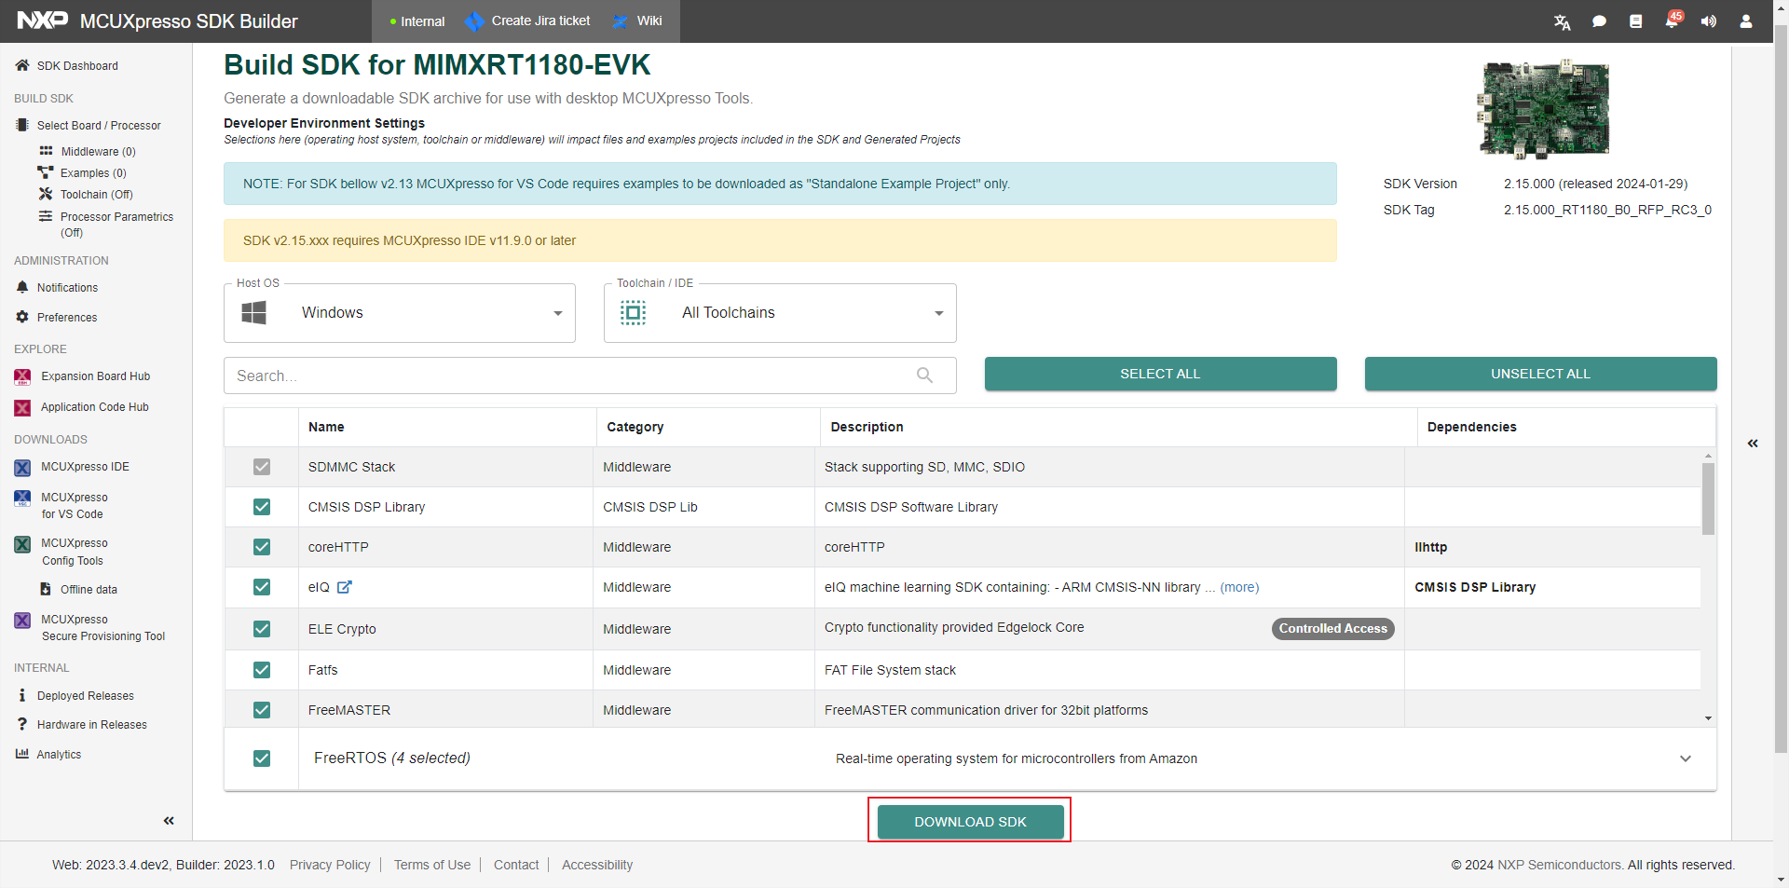 NXP MCUXpresso SDK Builder
Internal
Create Jira ticket
Wiki
45
SDK Dashboard
BUILD SDK
Select Board / Processor
Middleware (0)
Examples (0)
Toolchain (Off)
Processor Parametrics
(Off)
ADMINISTRATION
Notifications
Preferences
EXPLORE
Expansion Board Hub
Application Code Hub
DOWNLOADS
MCUXpresso IDE
MCUXpresso
for VS Code
MCUXpresso
Config Tools
Offline data
MCUXpresso
Secure Provisioning Tool
INTERNAL
Deployed Releases
Hardware in Releases
Analytics
Build SDK for MIMXRT1180-EVK
Generate a downloadable SDK archive for use with desktop MCUXpresso Tools.
Developer Environment Settings
Selections here (operating host system, toolchain or middleware) will impact files and examples projects included in the SDK and Generated Projects
NOTE: For SDK bellow v2.13 MCUXpresso for VS Code requires examples to be downloaded as "Standalone Example Project" only.
SDK v2.15.xxx requires MCUXpresso IDE v11.9.0 or later
SDK Version 2.15.000 (released 2024-01-29)
SDK Tag 2.15.000_RT1180_B0_RFP_RC3_0
Host OS
Windows
Toolchain / IDE
All Toolchains
Search...
SELECT ALL
UNSELECT ALL
Name Category Description Dependencies
SDMMC Stack Middleware Stack supporting SD, MMC, SDIO
CMSIS DSP Library CMSIS DSP Lib CMSIS DSP Software Library
coreHTTP Middleware coreHTTP llhttp
eIQ Middleware eIQ machine learning SDK containing: - ARM CMSIS-NN library ... (more) CMSIS DSP Library
ELE Crypto Middleware Crypto functionality provided Edgelock Core Controlled Access
Fatfs Middleware FAT File System stack
FreeMASTER Middleware FreeMASTER communication driver for 32bit platforms
FreeRTOS (4 selected) Real-time operating system for microcontrollers from Amazon
DOWNLOAD SDK
Web: 2023.3.4.dev2, Builder: 2023.1.0 Privacy Policy | Terms of Use | Contact | Accessibility
© 2024 NXP Semiconductors. All rights reserved.